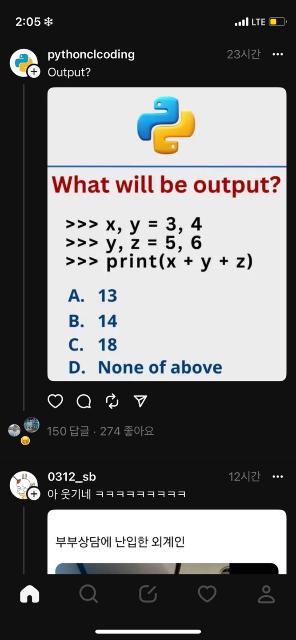 2:05 ✻ LTE
pythonclcoding 23시간 ···
Output?
What will be output?
>>> x, y = 3, 4
>>> y, z = 5, 6
>>> print(x + y + z)
A. 13
B. 14
C. 18
D. None of above
150 답글 · 274 좋아요
0312_sb 12시간 ···
아 웃기네 ㅋㅋㅋㅋㅋㅋㅋㅋㅋ
부부상담에 난입한 외계인